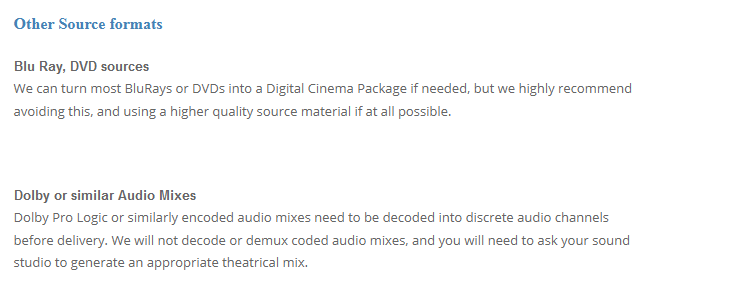 Other Source formats
Blu Ray, DVD sources
We can turn most BluRays or DVDs into a Digital Cinema Package if needed, but we highly recommend
avoiding this, and using a higher quality source material if at all possible.
Dolby or similar Audio Mixes
Dolby Pro Logic or similarly encoded audio mixes need to be decoded into discrete audio channels
before delivery. We will not decode or demux coded audio mixes, and you will need to ask your sound
studio to generate an appropriate theatrical mix.